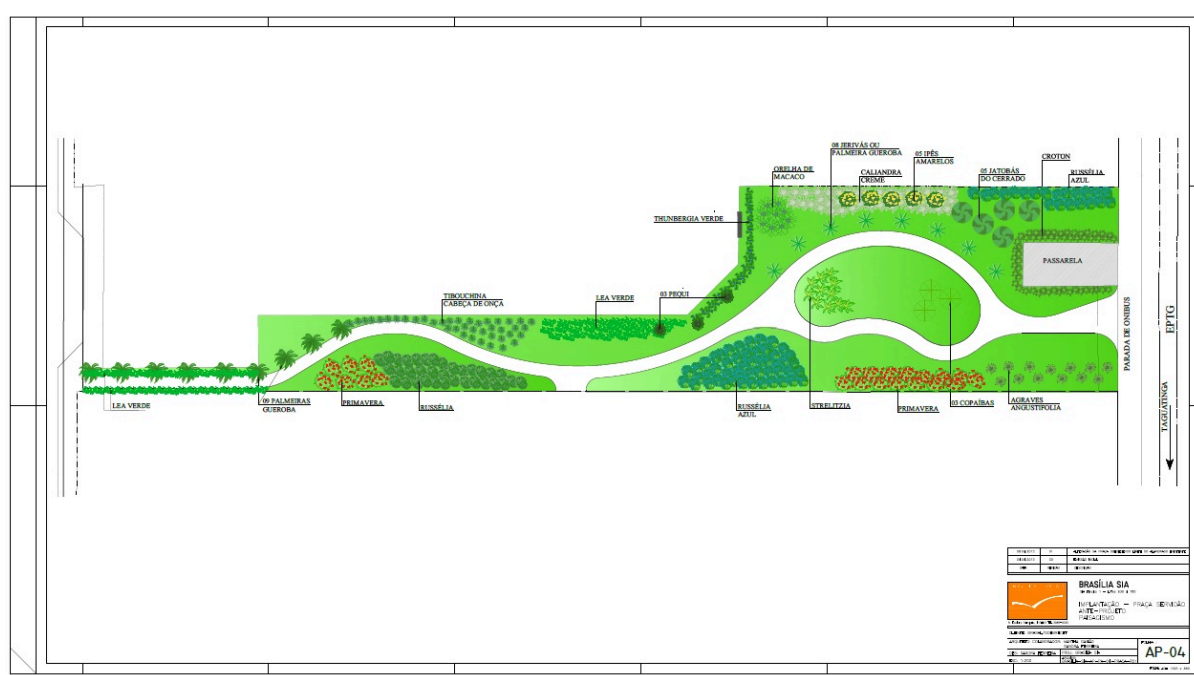 08 JERIVÁS OU
PALMEIRA GUEROBA
05 IPÊS
AMARELOS
ORELHA DE
MACACO
CALIANDRA
CREME
05 JATOBÁS
DO CERRADO
CROTON
RUSSÉLIA
AZUL
THUNBERGIA VERDE
PASSARELA
03 PEQUI
TIBOUCHINA
CABEÇA DE ONÇA
LEA VERDE
PARADA DE ONIBUS
EPTG
TAGUATINGA
LEA VERDE
09 PALMEIRAS
GUEROBA
PRIMAVERA
RUSSÉLIA
RUSSÉLIA
AZUL
STRELITZIA
PRIMAVERA
03 COPAÍBAS
AGRAVES
ANGUSTIFOLIA
BRASÍLIA SIA
IMPLANTAÇÃO – PRAÇA SERVIDÃO
ANTE-PROJETO
PAISAGISMO
AP-04